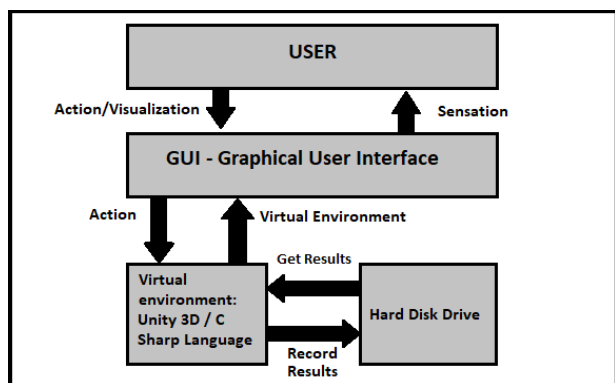 USER
Action/Visualization
Sensation
GUI - Graphical User Interface
Action
Virtual Environment
Get Results
Virtual
environment:
Unity 3D / C
Sharp Language
Hard Disk Drive
Record
Results